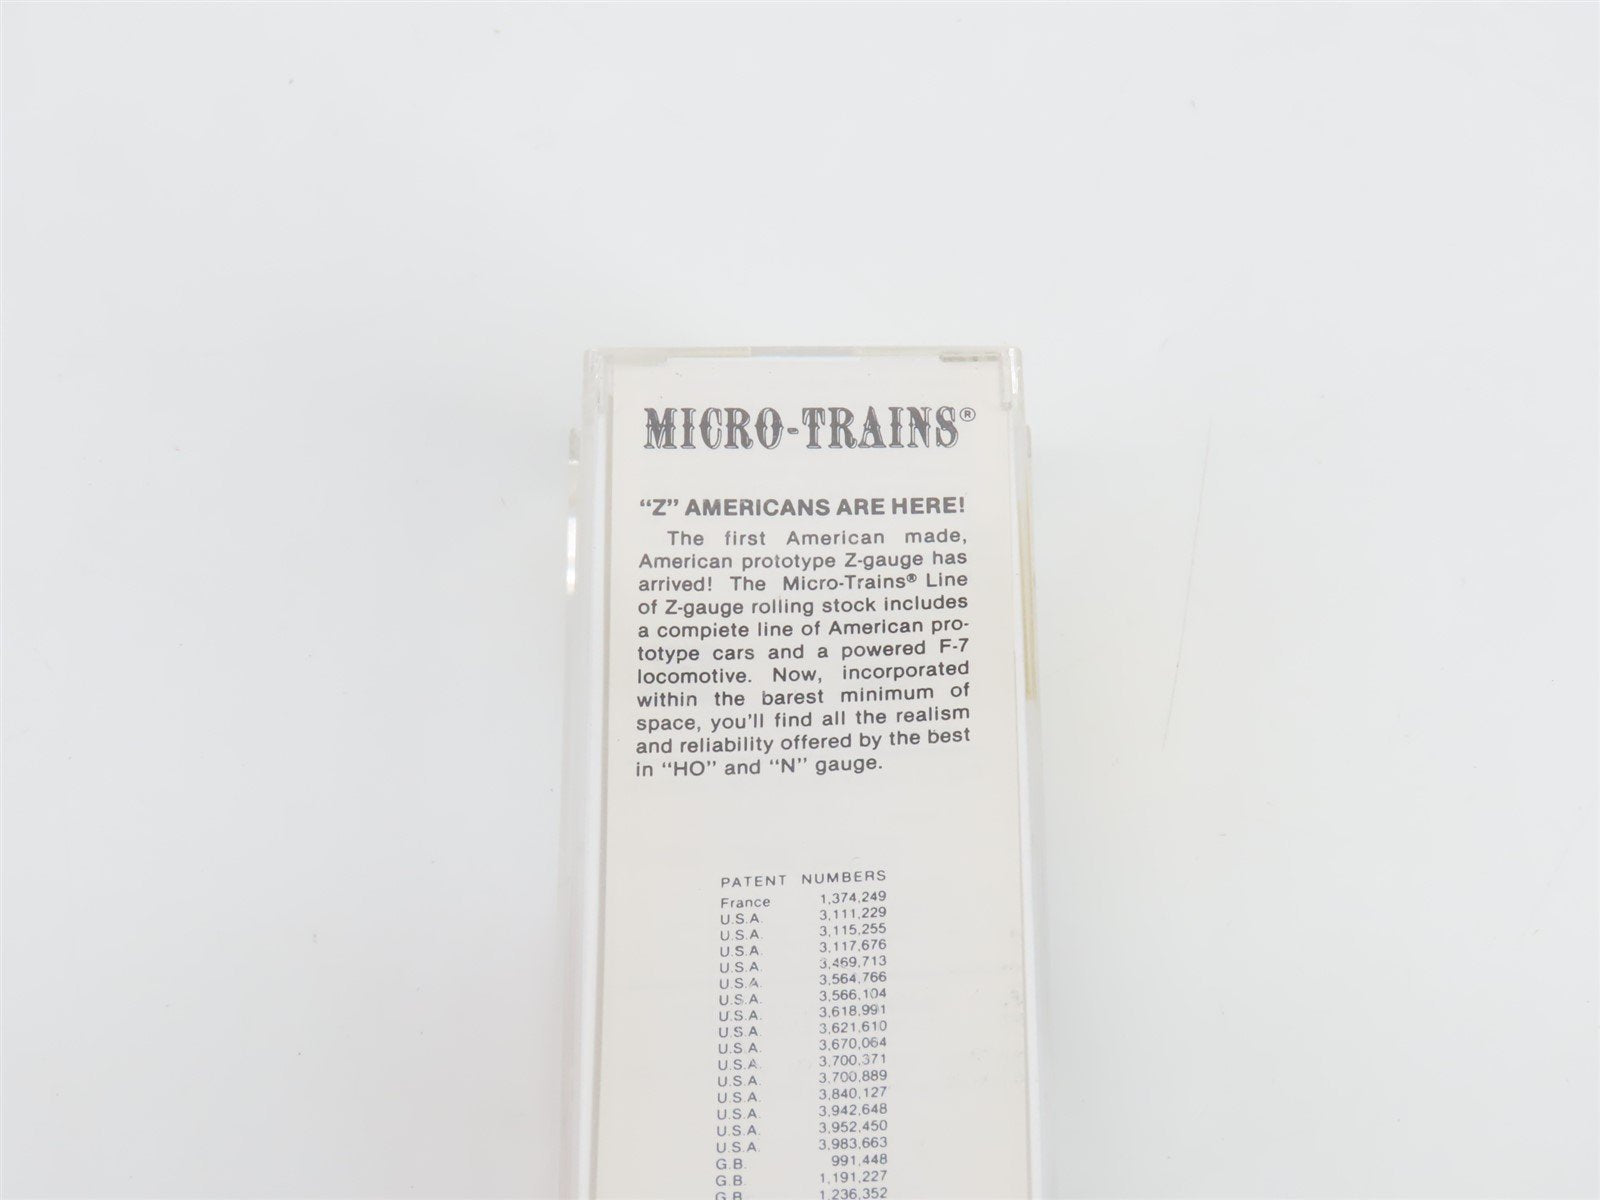 MICRO-TRAINS®
“Z” AMERICANS ARE HERE!
The first American made,
American prototype Z-gauge has
arrived! The Micro-Trains® Line
of Z-gauge rolling stock includes
a compiete line of American pro-
totype cars and a powered F-7
locomotive. Now, incorporated
within the barest minimum of
space, you’ll find all the realism
and reliability offered by the best
in “HO” and “N” gauge.
PATENT NUMBERS
France 1,374,249
U.S.A. 3,111,229
U.S.A. 3,115,255
U.S.A. 3,117,676
U.S.A. 3,469,713
U.S.A. 3,564,766
U.S.A. 3,566,104
U.S.A. 3,618,991
U.S.A. 3,621,610
U.S.A. 3,670,064
U.S.A. 3,700,371
U.S.A. 3,700,889
U.S.A. 3,840,127
U.S.A. 3,942,648
U.S.A. 3,952,450
U.S.A. 3,983,663
G.B. 991,448
G.B. 1,191,227
G.B. 1,236,352